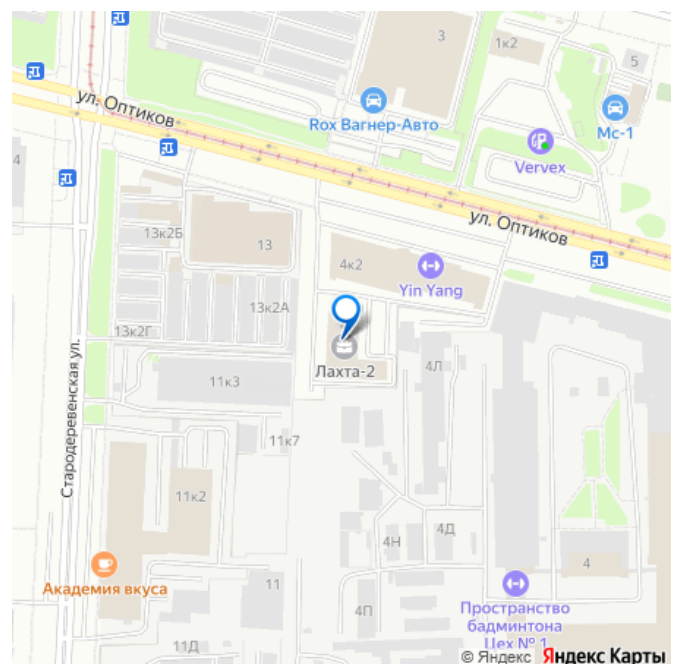 3
1к2
5
ул. Оптиков
Rox Вагнер-Авто
Мс-1
Vervex
4
ул. Оптиков
13к2Б
13
4к2
Yin Yang
13к2А
13к2Г
Лахта-2
4Л
11к3
Стародеревенская ул.
11к7
11к2
4Н
4Д
Академия вкуса
11
4П
4
Пространство
бадминтона
Цех № 1
11Д
© Яндекс Яндекс Карты